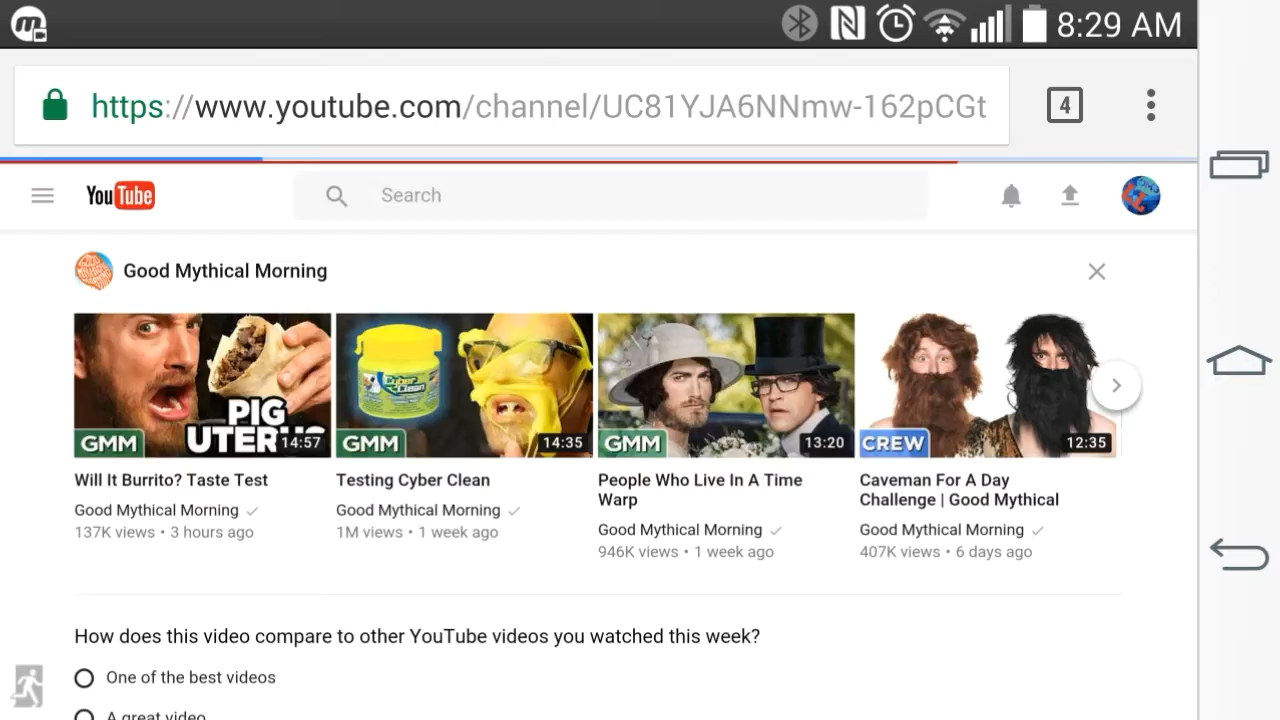 8:29 AM
https://www.youtube.com/channel/UC81YJA6NNmw-162pCGt
4
YouTube
Search
Good Mythical Morning
PIG
GMM
14:57
Cyber
Clean
GMM
14:35
GMM
13:20
CREW
12:35
Will It Burrito? Taste Test
Good Mythical Morning
137K views • 3 hours ago
Testing Cyber Clean
Good Mythical Morning
1M views • 1 week ago
People Who Live In A Time
Warp
Good Mythical Morning
946K views • 1 week ago
Caveman For A Day
Challenge | Good Mythical
Good Mythical Morning
407K views • 6 days ago
How does this video compare to other YouTube videos you watched this week?
One of the best videos
A great video